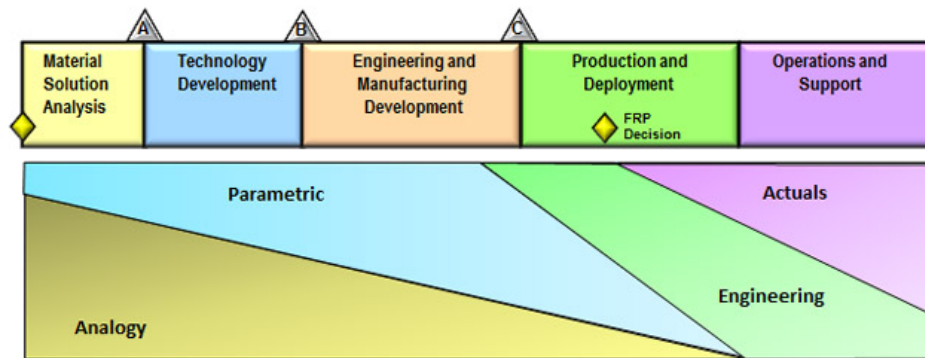 A
B
C
Material
Solution
Analysis
Technology
Development
Engineering and
Manufacturing
Development
Production and
Deployment
FRP
Decision
Operations and
Support
Parametric
Actuals
Engineering
Analogy